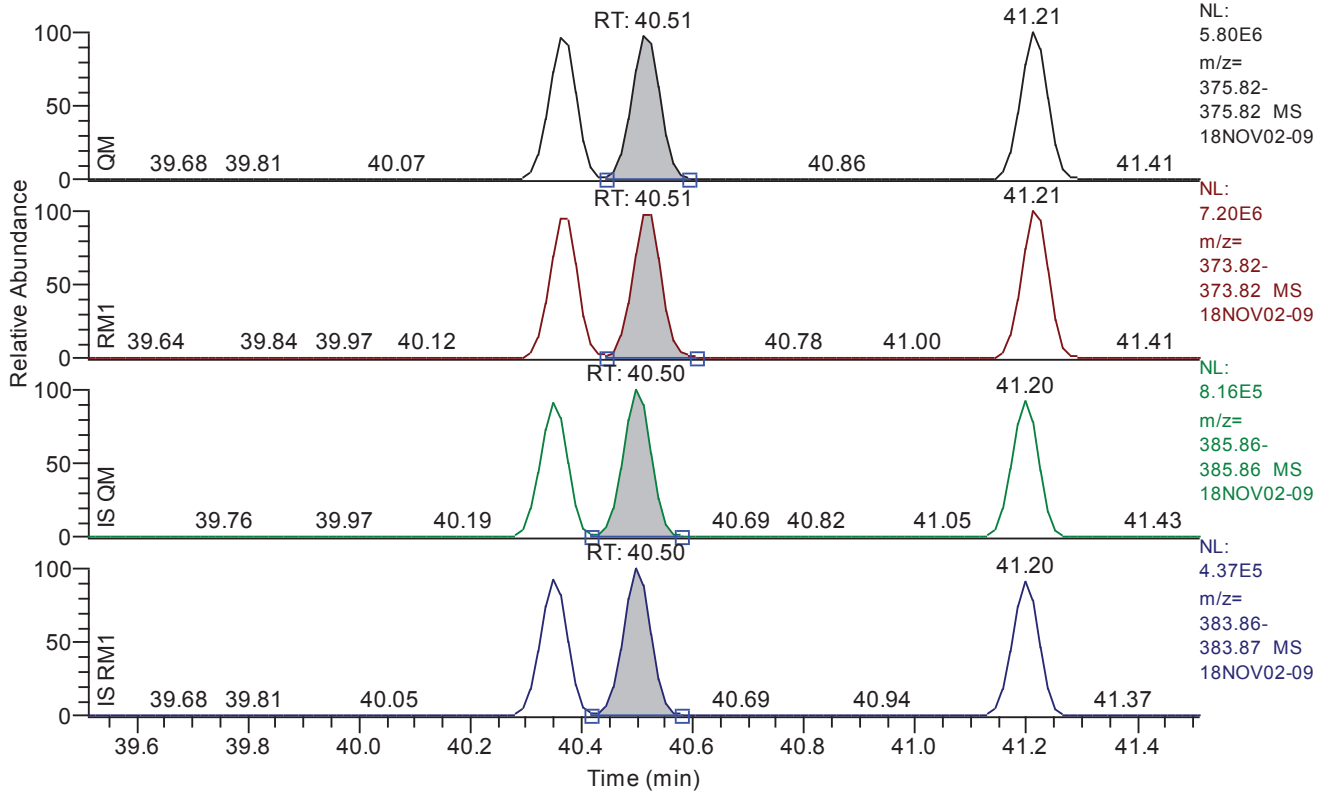 Relative Abundance
RT: 40.51
41.21
100
50
0
QM
39.68 39.81 40.07 40.86 41.41
NL:
5.80E6
m/z=
375.82-
375.82 MS
18NOV02-09
RT: 40.51
41.21
100
50
0
RM1
39.64 39.84 39.97 40.12 40.78 41.00 41.41
NL:
7.20E6
m/z=
373.82-
373.82 MS
18NOV02-09
RT: 40.50
41.20
100
50
0
IS QM
39.76 39.97 40.19 40.69 40.82 41.05 41.43
NL:
8.16E5
m/z=
385.86-
385.86 MS
18NOV02-09
RT: 40.50
41.20
100
50
0
IS RM1
39.68 39.81 40.05 40.69 40.94 41.37
NL:
4.37E5
m/z=
383.86-
383.87 MS
18NOV02-09
39.6 39.8 40.0 40.2 40.4 40.6 40.8 41.0 41.2 41.4
Time (min)